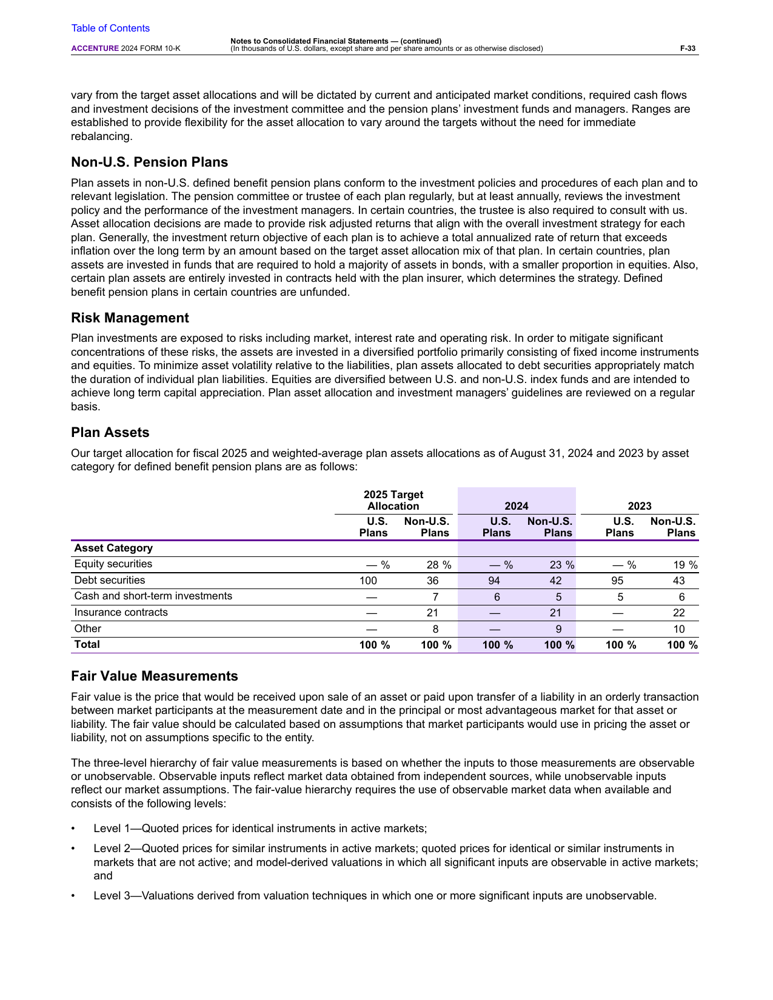 Table of Contents
Notes to Consolidated Financial Statements — (continued)
ACCENTURE 2024 FORM 10-K (In thousands of U.S. dollars, except share and per share amounts or as otherwise disclosed) F-33
vary from the target asset allocations and will be dictated by current and anticipated market conditions, required cash flows
and investment decisions of the investment committee and the pension plans’ investment funds and managers. Ranges are
established to provide flexibility for the asset allocation to vary around the targets without the need for immediate
rebalancing.
Non-U.S. Pension Plans
Plan assets in non-U.S. defined benefit pension plans conform to the investment policies and procedures of each plan and to
relevant legislation. The pension committee or trustee of each plan regularly, but at least annually, reviews the investment
policy and the performance of the investment managers. In certain countries, the trustee is also required to consult with us.
Asset allocation decisions are made to provide risk adjusted returns that align with the overall investment strategy for each
plan. Generally, the investment return objective of each plan is to achieve a total annualized rate of return that exceeds
inflation over the long term by an amount based on the target asset allocation mix of that plan. In certain countries, plan
assets are invested in funds that are required to hold a majority of assets in bonds, with a smaller proportion in equities. Also,
certain plan assets are entirely invested in contracts held with the plan insurer, which determines the strategy. Defined
benefit pension plans in certain countries are unfunded.
Risk Management
Plan investments are exposed to risks including market, interest rate and operating risk. In order to mitigate significant
concentrations of these risks, the assets are invested in a diversified portfolio primarily consisting of fixed income instruments
and equities. To minimize asset volatility relative to the liabilities, plan assets allocated to debt securities appropriately match
the duration of individual plan liabilities. Equities are diversified between U.S. and non-U.S. index funds and are intended to
achieve long term capital appreciation. Plan asset allocation and investment managers’ guidelines are reviewed on a regular
basis.
Plan Assets
Our target allocation for fiscal 2025 and weighted-average plan assets allocations as of August 31, 2024 and 2023 by asset
category for defined benefit pension plans are as follows:
2025 Target
Allocation 2024 2023
U.S. Non-U.S. U.S. Non-U.S. U.S. Non-U.S.
Plans Plans Plans Plans Plans Plans
Asset Category
Equity securities — % 28 % — % 23 % — % 19 %
Debt securities 100 36 94 42 95 43
Cash and short-term investments — 7 6 5 5 6
Insurance contracts — 21 — 21 — 22
Other — 8 — 9 — 10
Total 100 % 100 % 100 % 100 % 100 % 100 %
Fair Value Measurements
Fair value is the price that would be received upon sale of an asset or paid upon transfer of a liability in an orderly transaction
between market participants at the measurement date and in the principal or most advantageous market for that asset or
liability. The fair value should be calculated based on assumptions that market participants would use in pricing the asset or
liability, not on assumptions specific to the entity.
The three-level hierarchy of fair value measurements is based on whether the inputs to those measurements are observable
or unobservable. Observable inputs reflect market data obtained from independent sources, while unobservable inputs
reflect our market assumptions. The fair-value hierarchy requires the use of observable market data when available and
consists of the following levels:
• Level 1—Quoted prices for identical instruments in active markets;
• Level 2—Quoted prices for similar instruments in active markets; quoted prices for identical or similar instruments in
markets that are not active; and model-derived valuations in which all significant inputs are observable in active markets;
and
• Level 3—Valuations derived from valuation techniques in which one or more significant inputs are unobservable.